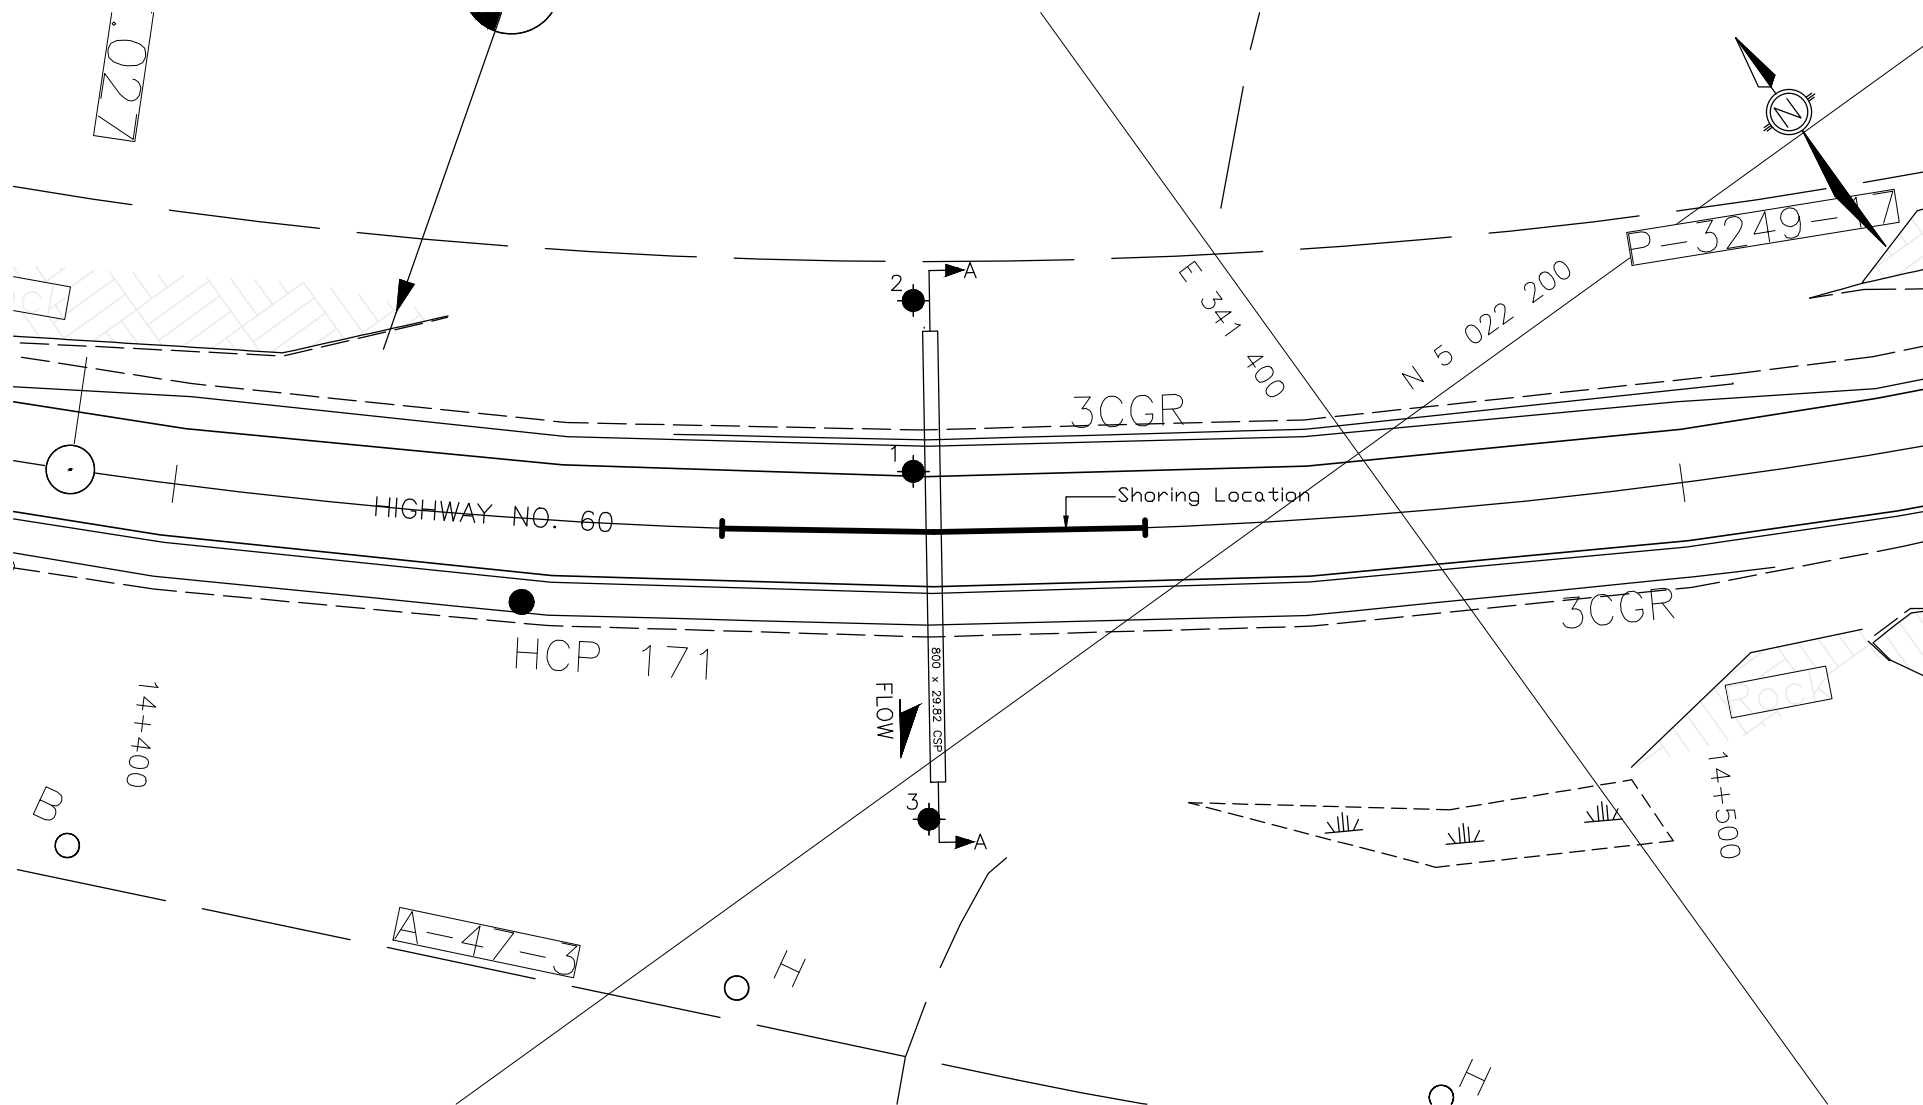 .027
N
P-3249-17
2
A
E 341 400
N 5 022 200
3CGR
1
Shoring Location
HIGHWAY NO. 60
3CGR
HCP 171
800 x 29.82 CSP
FLOW
14+400
Rock
14+500
B
3
A
A-47-3
H
H